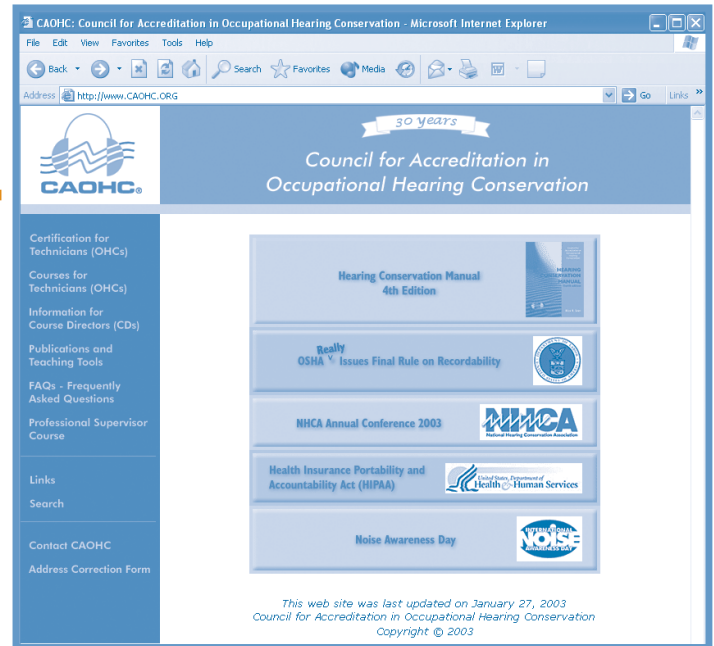 CAOHC: Council for Accreditation in Occupational Hearing Conservation - Microsoft Internet Explorer
File Edit View Favorites Tools Help
Back Search Favorites Media
Address http://www.CAOHC.ORG Go Links »
30 years
Council for Accreditation in
Occupational Hearing Conservation
CAOHC®
Certification for
Technicians (OHCs)
Courses for
Technicians (OHCs)
Information for
Course Directors (CDs)
Publications and
Teaching Tools
FAQs - Frequently
Asked Questions
Professional Supervisor
Course
Links
Search
Contact CAOHC
Address Correction Form
Hearing Conservation Manual
4th Edition
HEARING
CONSERVATION
MANUAL
Really
OSHA ^ Issues Final Rule on Recordability
NHCA Annual Conference 2003
NHCA
National Hearing Conservation Association
Health Insurance Portability and
Accountability Act (HIPAA)
United States Department of
Health & Human Services
Noise Awareness Day
INTERNATIONAL
NOISE
AWARENESS DAY
This web site was last updated on January 27, 2003
Council for Accreditation in Occupational Hearing Conservation
Copyright © 2003